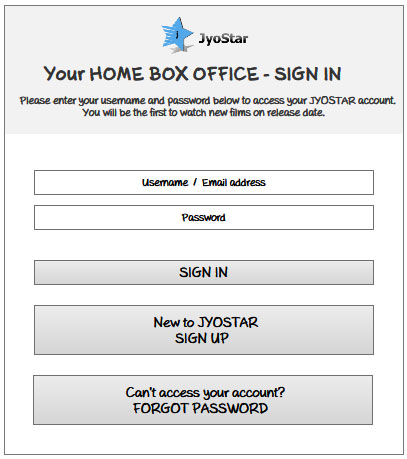 J
JyoStar
Your HOME BOX OFFICE - SIGN IN
Please enter your username and password below to access your JYOSTAR account.
You will be the first to watch new films on release date.
Username / Email address
Password
SIGN IN
New to JYOSTAR
SIGN UP
Can't access your account?
FORGOT PASSWORD